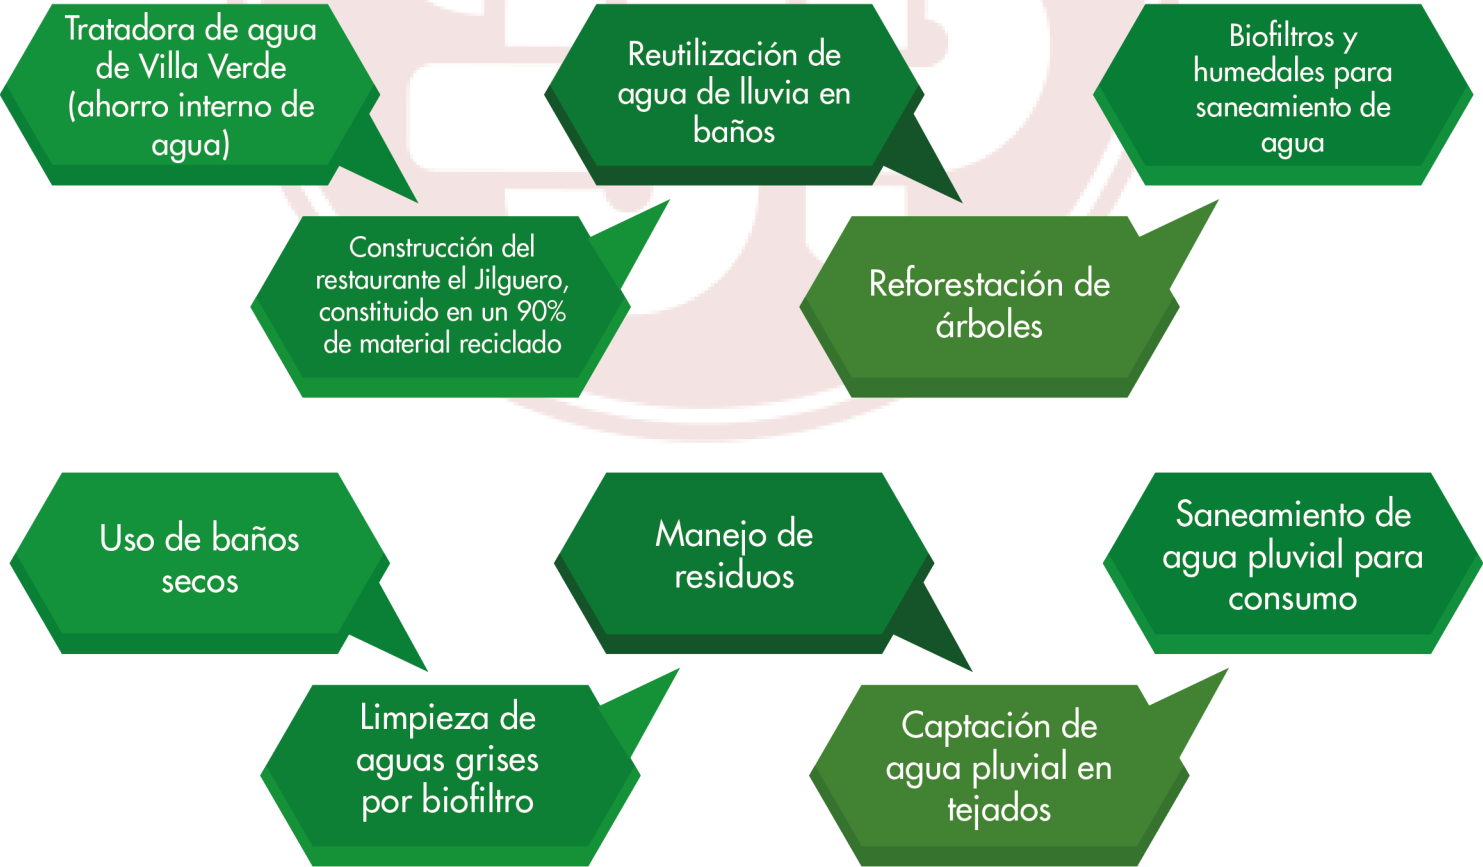 Tratadora de agua
de Villa Verde
(ahorro interno de
agua)
Construcción del
restaurante el Jilguero,
constituido en un 90%
de material reciclado
Reutilización de
agua de lluvia en
baños
Reforestación de
árboles
Biofiltros y
humedales para
saneamiento de
agua
Uso de baños
secos
Limpieza de
aguas grises
por biofiltro
Manejo de
residuos
Captación de
agua pluvial en
tejados
Saneamiento de
agua pluvial para
consumo